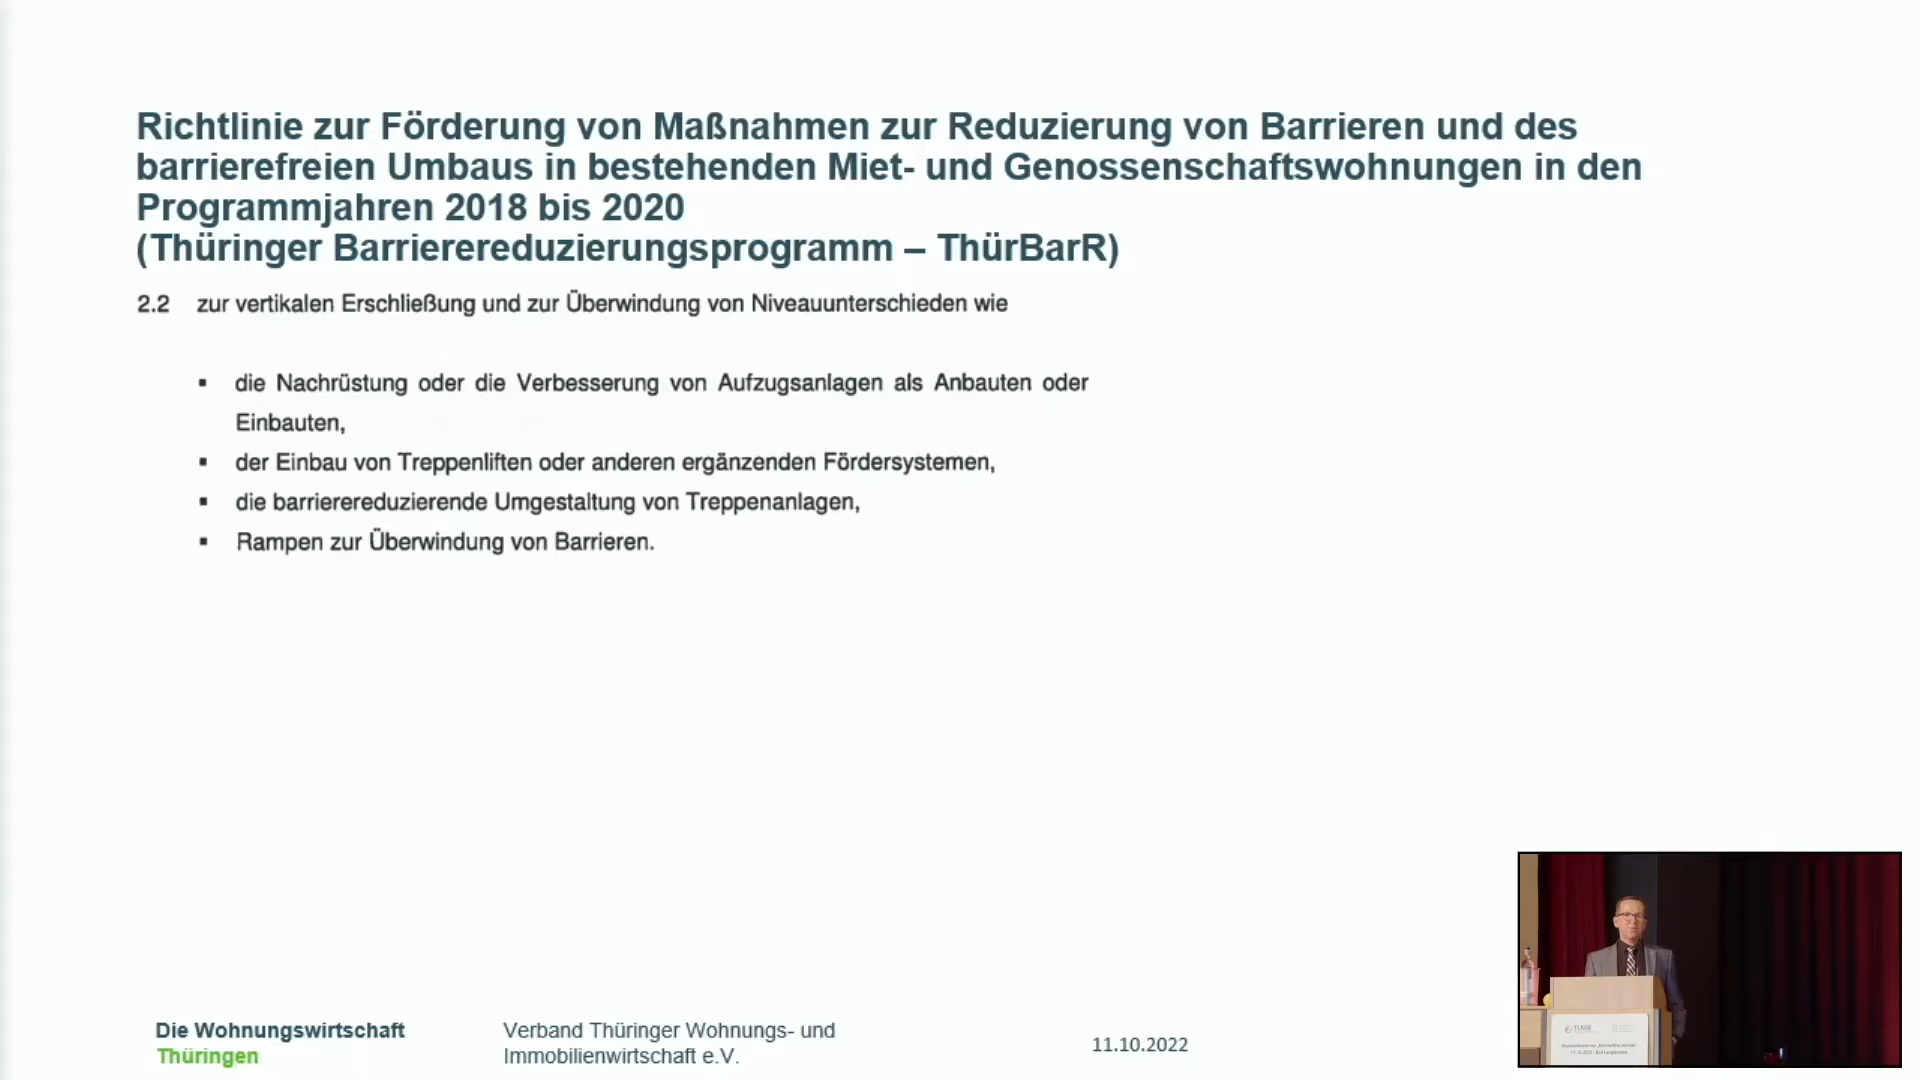 Richtlinie zur Förderung von Maßnahmen zur Reduzierung von Barrieren und des
barrierefreien Umbaus in bestehenden Miet- und Genossenschaftswohnungen in den
Programmjahren 2018 bis 2020
(Thüringer Barrierereduzierungsprogramm – ThürBarR)
2.2 zur vertikalen Erschließung und zur Überwindung von Niveauunterschieden wie
▪ die Nachrüstung oder die Verbesserung von Aufzugsanlagen als Anbauten oder
Einbauten,
▪ der Einbau von Treppenliften oder anderen ergänzenden Fördersystemen,
▪ die barrierereduzierende Umgestaltung von Treppenanlagen,
▪ Rampen zur Überwindung von Barrieren.
Die Wohnungswirtschaft
Thüringen
Verband Thüringer Wohnungs- und
Immobilienwirtschaft e.V.
11.10.2022